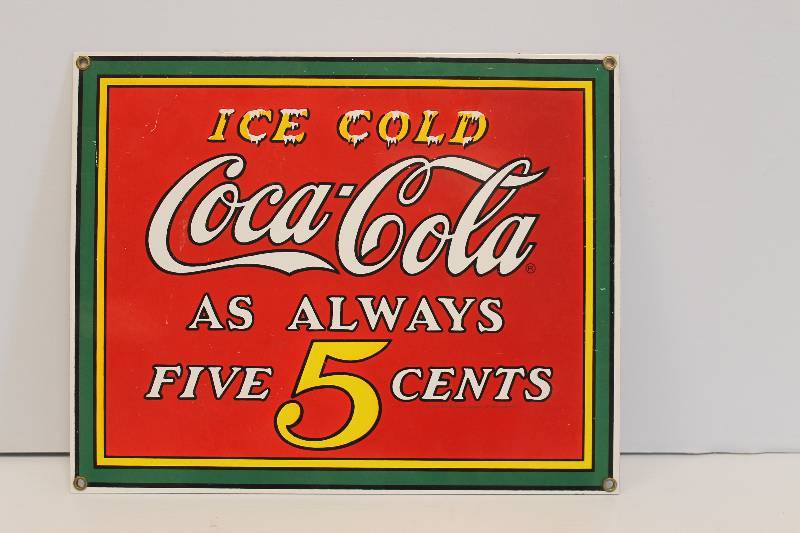 ICE COLD
Coca-Cola ®
AS ALWAYS
FIVE 5 CENTS